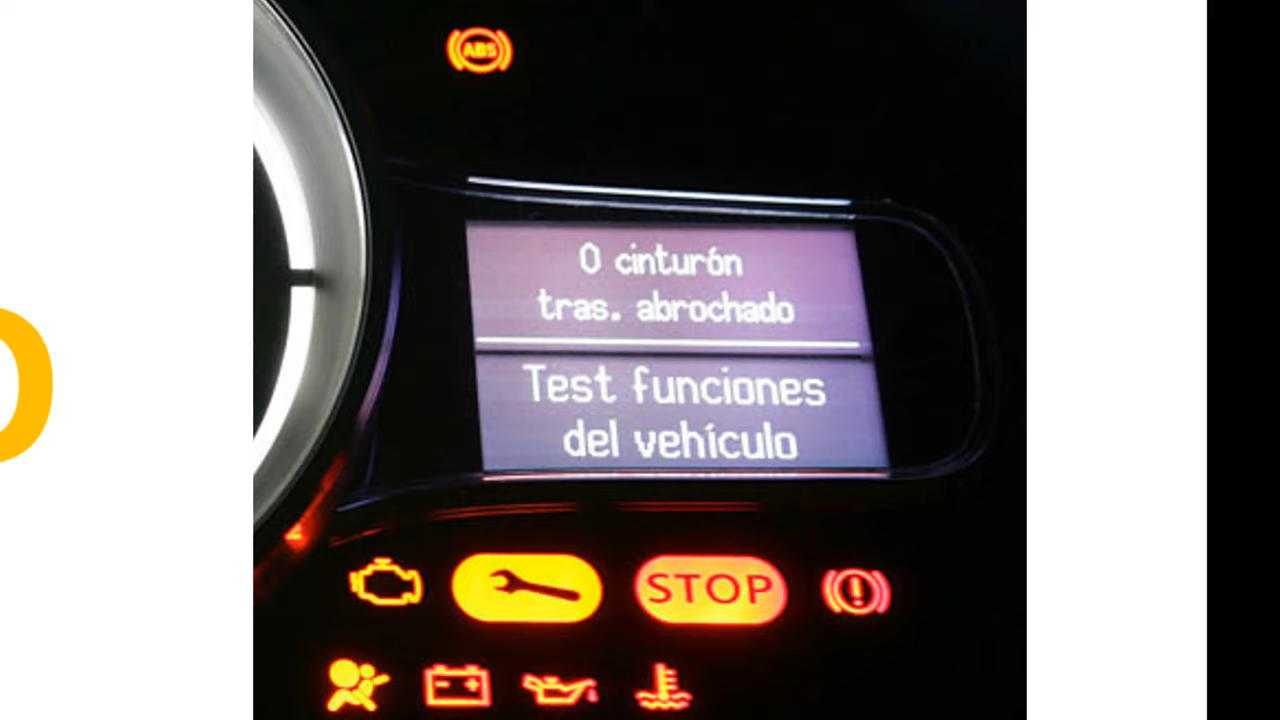 ABS
0 cinturón
tras. abrochado
Test funciones
del vehículo
STOP